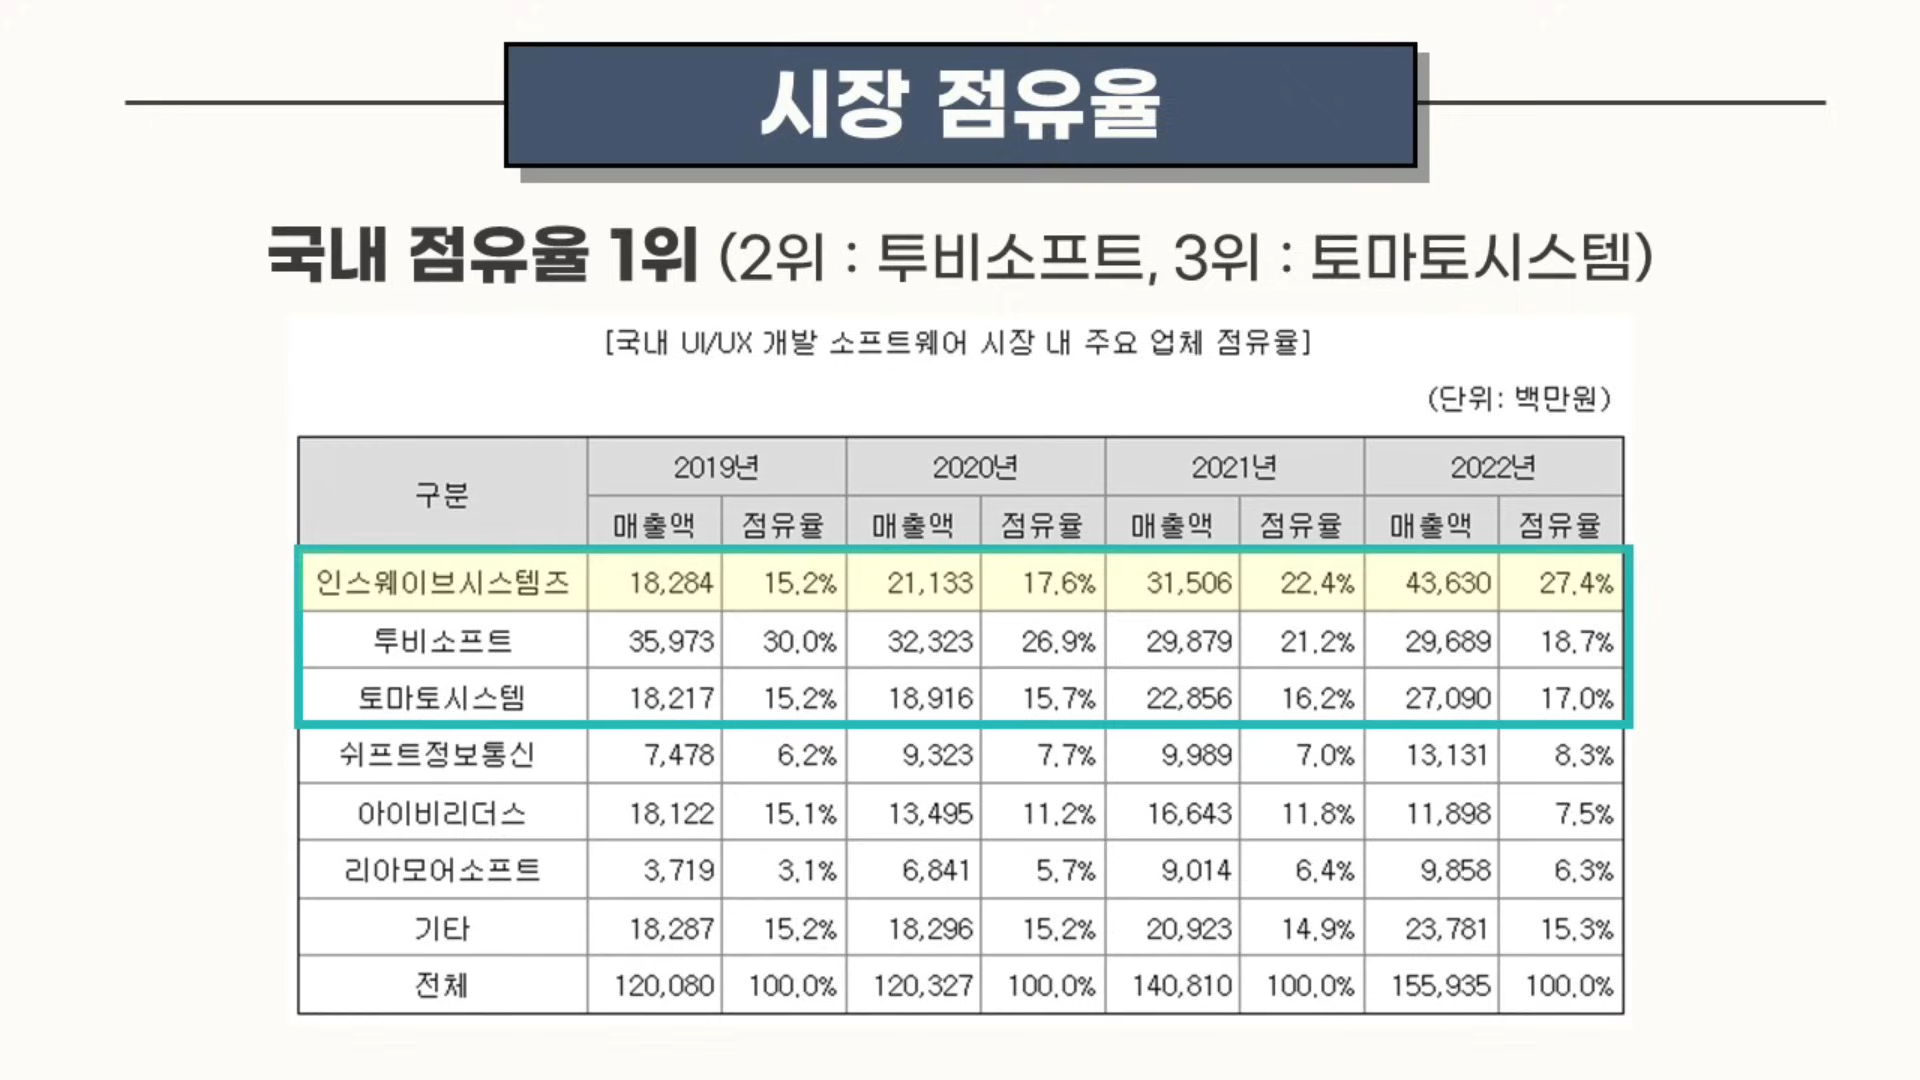 시장 점유율
국내 점유율 1위 (2위 : 투비소프트, 3위 : 토마토시스템)
[국내 UI/UX 개발 소프트웨어 시장 내 주요 업체 점유율]
(단위: 백만원)
구분 2019년 2020년 2021년 2022년
매출액 점유율 매출액 점유율 매출액 점유율 매출액 점유율
인스웨이브시스템즈 18,284 15.2% 21,133 17.6% 31,506 22.4% 43,630 27.4%
투비소프트 35,973 30.0% 32,323 26.9% 29,879 21.2% 29,689 18.7%
토마토시스템 18,217 15.2% 18,916 15.7% 22,856 16.2% 27,090 17.0%
쉬프트정보통신 7,478 6.2% 9,323 7.7% 9,989 7.0% 13,131 8.3%
아이비리더스 18,122 15.1% 13,495 11.2% 16,643 11.8% 11,898 7.5%
리아모어소프트 3,719 3.1% 6,841 5.7% 9,014 6.4% 9,858 6.3%
기타 18,287 15.2% 18,296 15.2% 20,923 14.9% 23,781 15.3%
전체 120,080 100.0% 120,327 100.0% 140,810 100.0% 155,935 100.0%